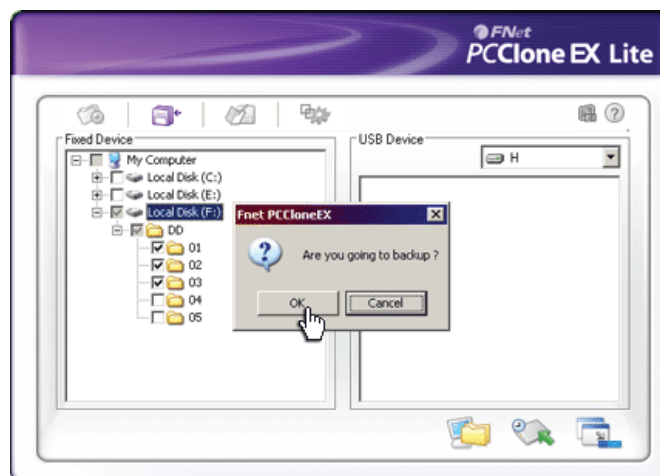 FNet
PCClone EX Lite
Fixed Device
USB Device
My Computer
H
Local Disk (C:)
Local Disk (E:)
Local Disk (F:)
Fnet PCCloneEX
DD
01
Are you going to backup ?
02
03
04
OK
Cancel
05